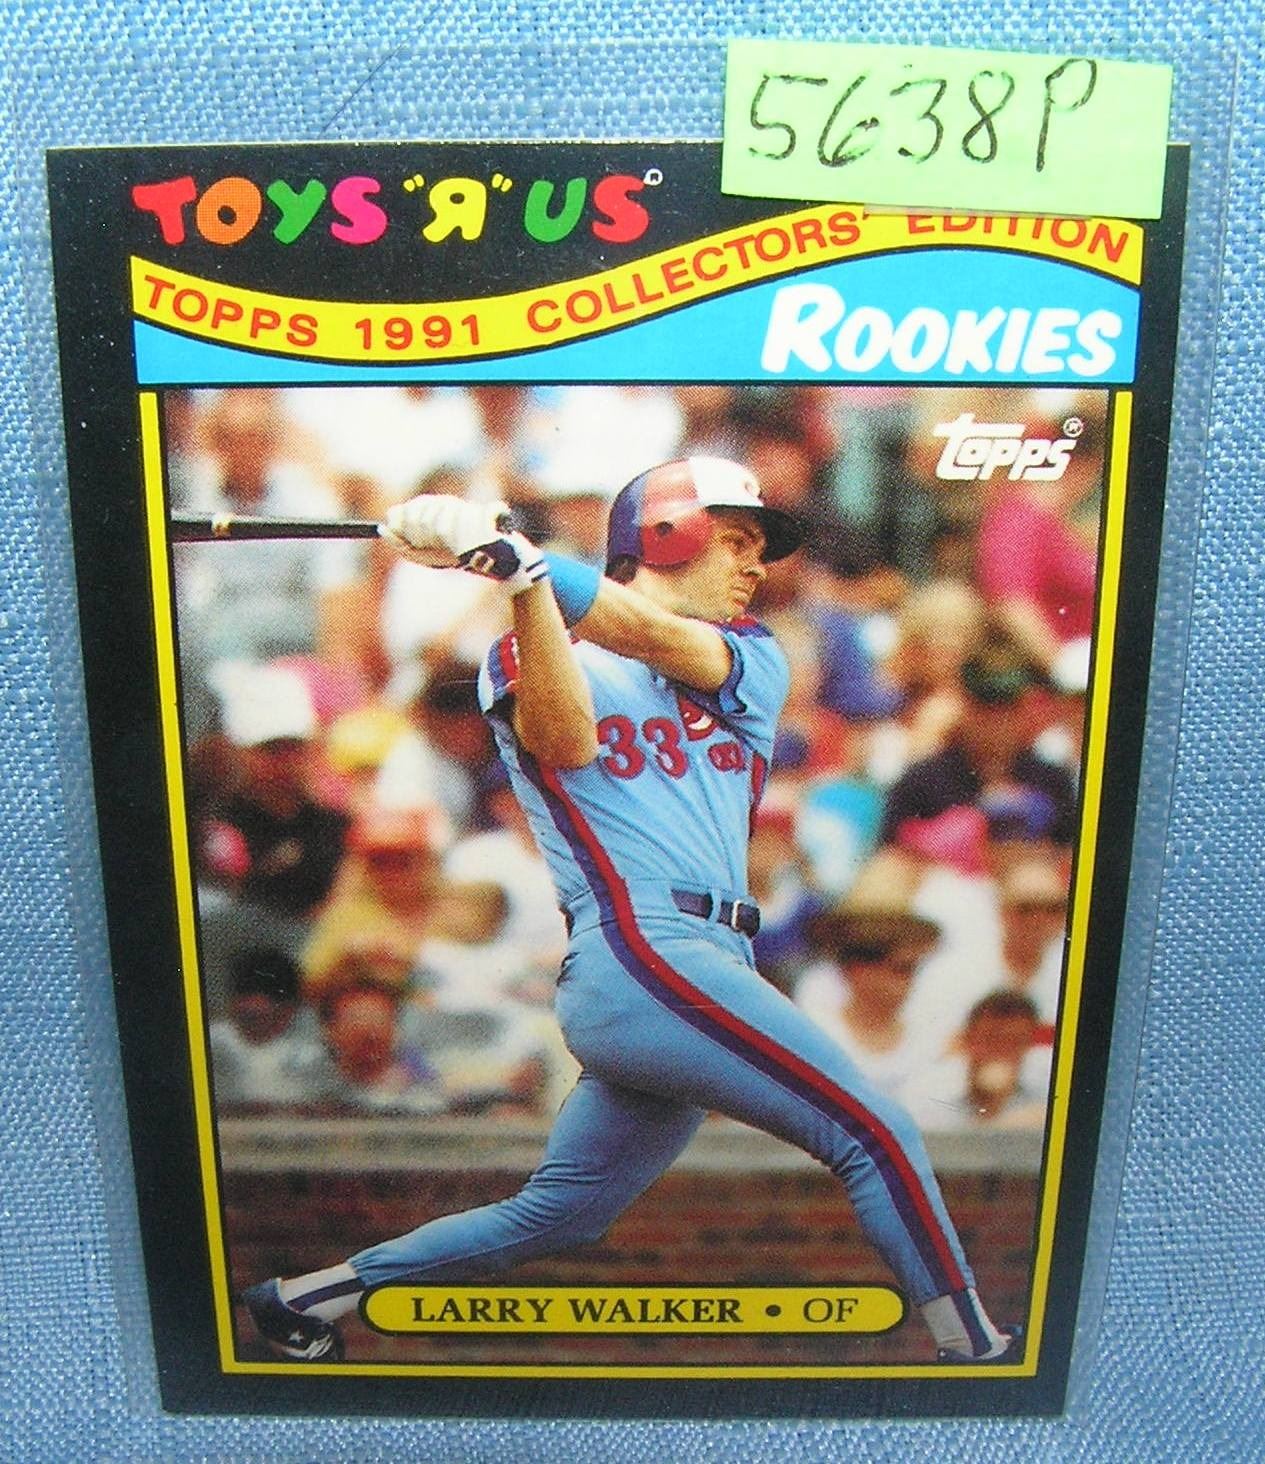 5638P
TOYS "Я" US®
TOPPS 1991 COLLECTORS' EDITION
ROOKIES
TOPPS®
33
LARRY WALKER • OF